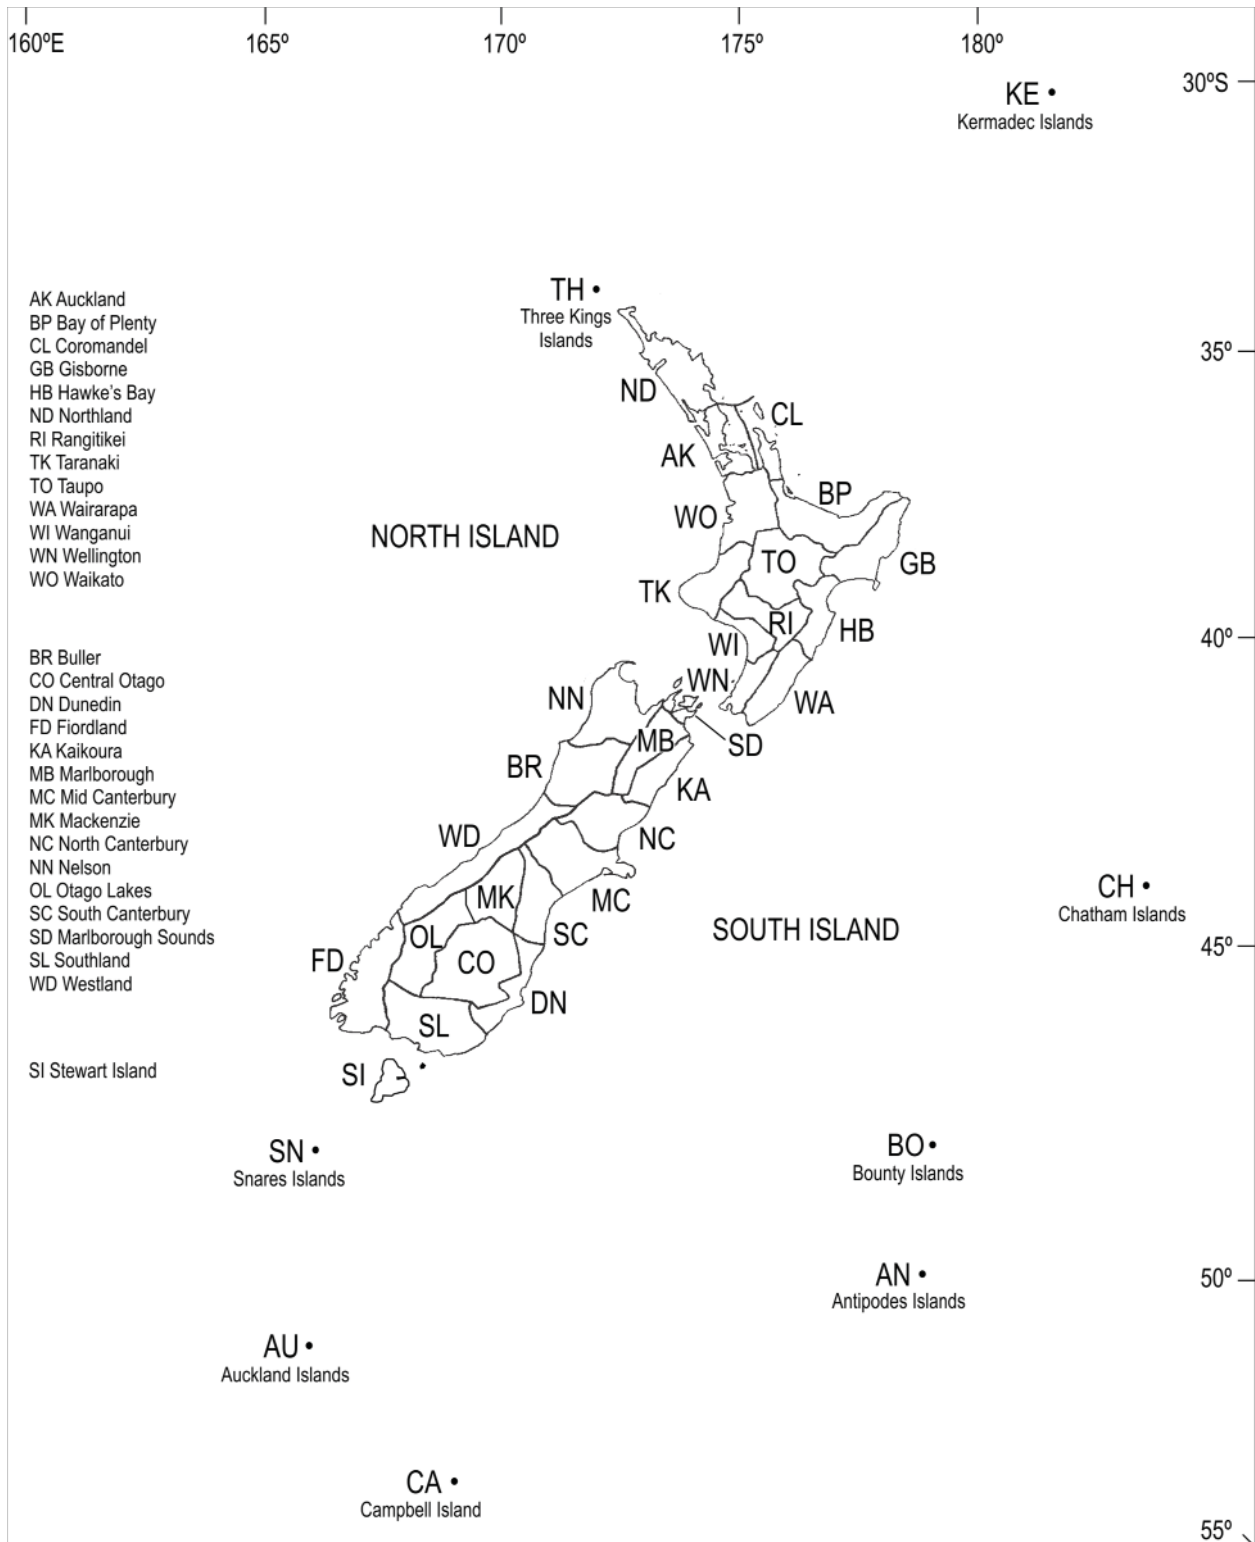 160ºE 165º 170º 175º 180º
30ºS
KE
Kermadec Islands
TH
Three Kings
Islands
AK Auckland
BP Bay of Plenty
CL Coromandel
GB Gisborne
HB Hawke's Bay
ND Northland
RI Rangitikei
TK Taranaki
TO Taupo
WA Wairarapa
WI Wanganui
WN Wellington
WO Waikato
35º
ND
CL
AK
BP
WO
NORTH ISLAND
TO
GB
TK
RI
HB
WI
40º
BR Buller
CO Central Otago
DN Dunedin
FD Fiordland
KA Kaikoura
MB Marlborough
MC Mid Canterbury
MK Mackenzie
NC North Canterbury
NN Nelson
OL Otago Lakes
SC South Canterbury
SD Marlborough Sounds
SL Southland
WD Westland
WN
NN
WA
MB
SD
BR
KA
WD
NC
CH
Chatham Islands
MK
MC
SOUTH ISLAND
OL
SC
45º
FD
CO
DN
SL
SI Stewart Island
SI
SN
Snares Islands
BO
Bounty Islands
AN
Antipodes Islands
50º
AU
Auckland Islands
CA
Campbell Island
55º